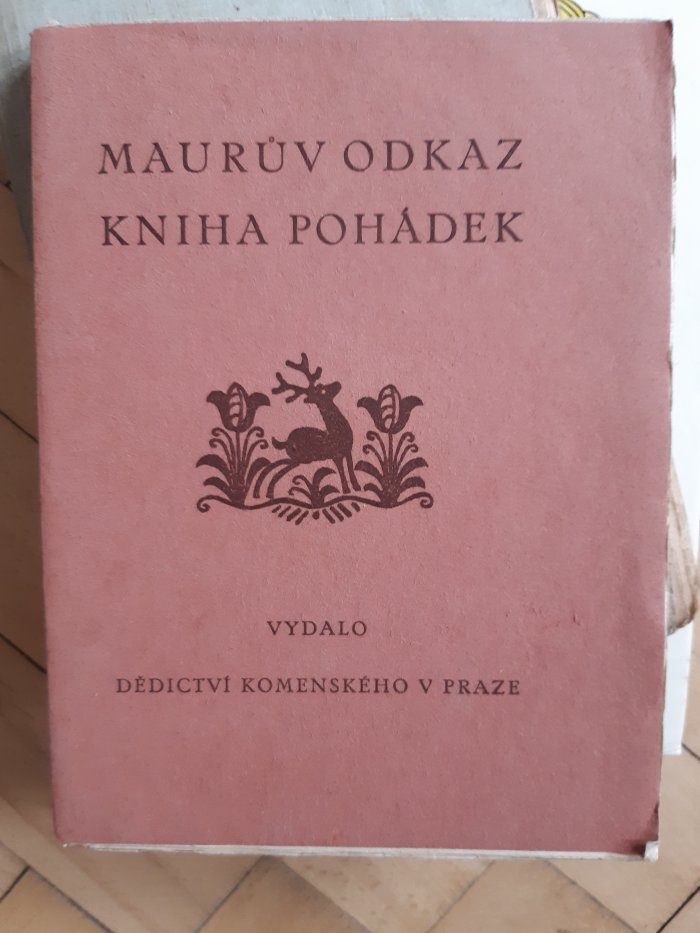 MAURŮV ODKAZ
KNIHA POHÁDEK
VYDALO
DĚDICTVÍ KOMENSKÉHO V PRAZE